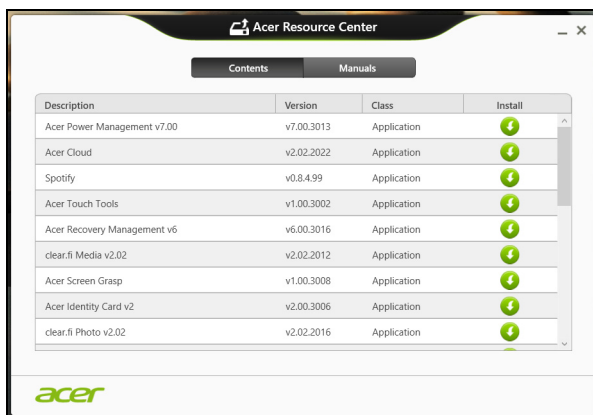 Acer Resource Center
Contents Manuals
Description Version Class Install
Acer Power Management v7.00 v7.00.3013 Application
Acer Cloud v2.02.2022 Application
Spotify v0.8.4.99 Application
Acer Touch Tools v1.00.3002 Application
Acer Recovery Management v6 v6.00.3016 Application
clear.fi Media v2.02 v2.02.2012 Application
Acer Screen Grasp v1.00.3008 Application
Acer Identity Card v2 v2.00.3006 Application
clear.fi Photo v2.02 v2.02.2016 Application
acer